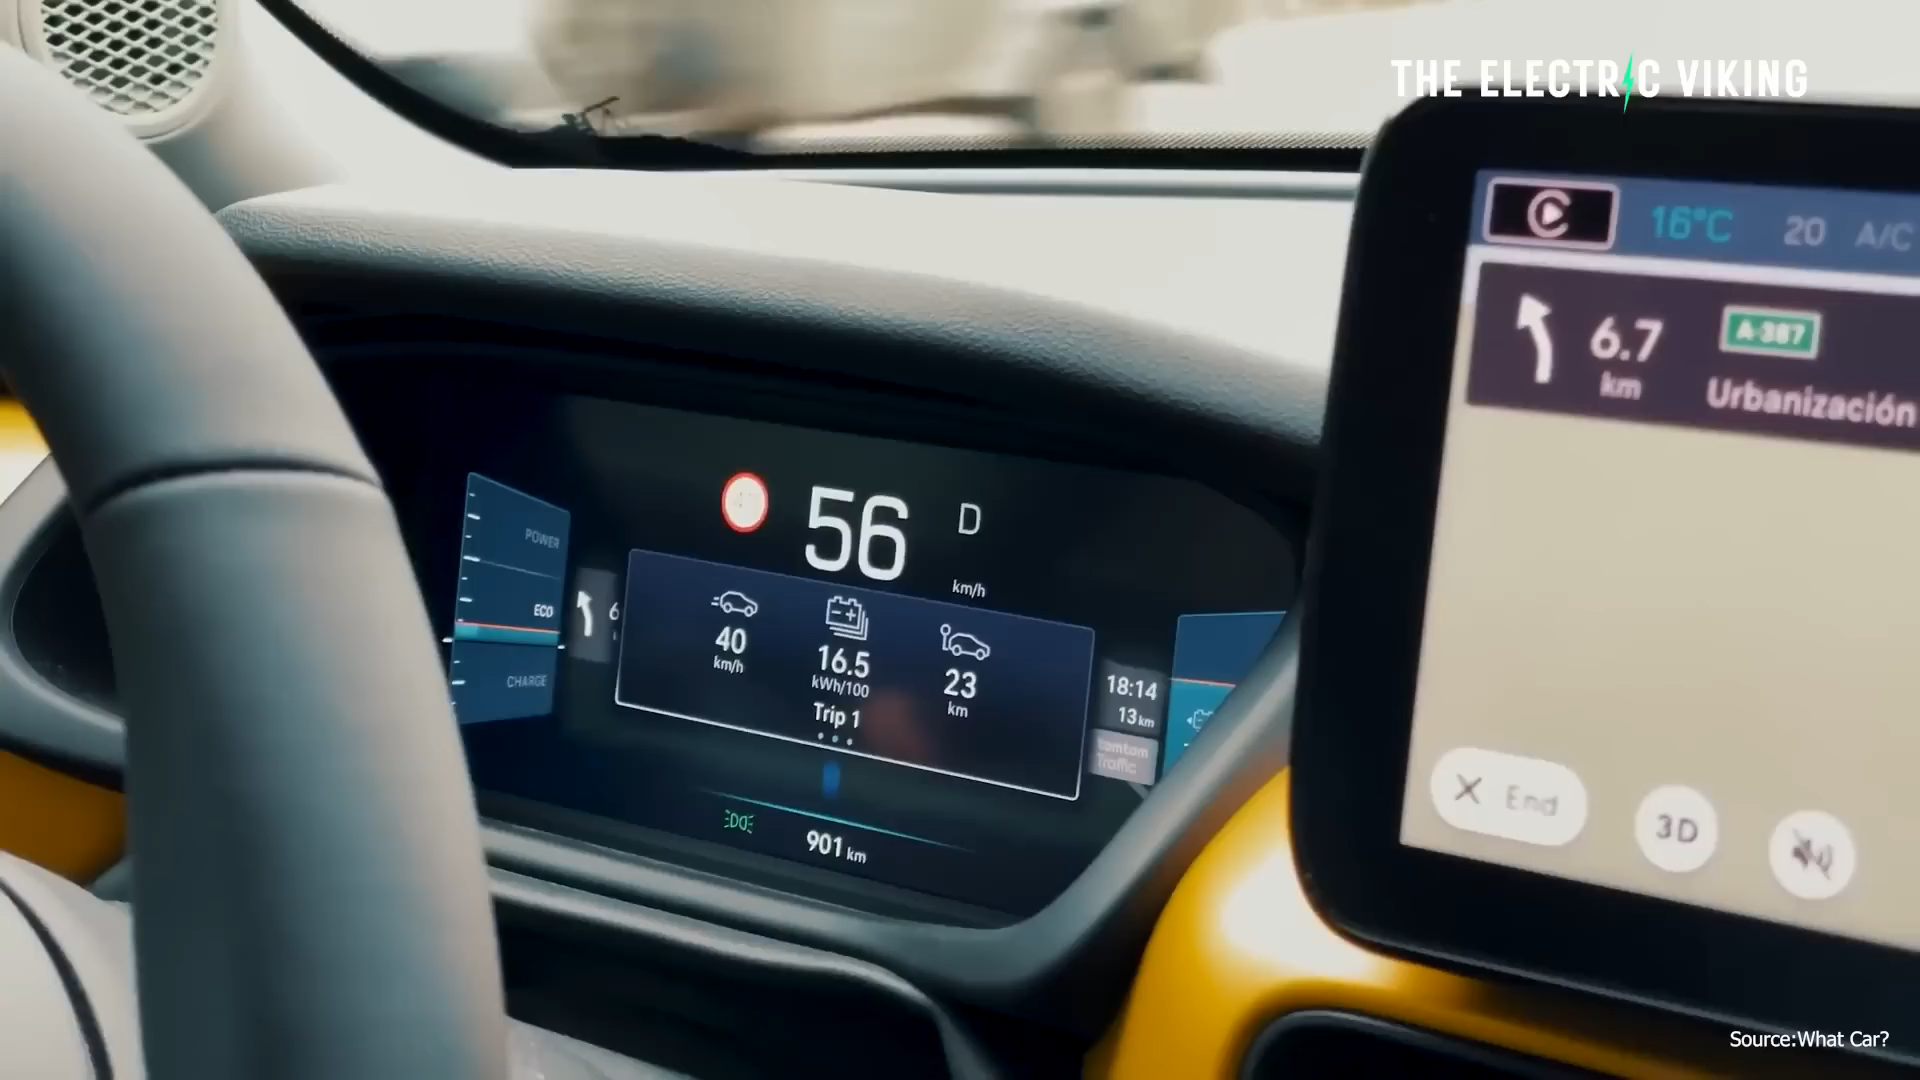 THE ELECTRIC VIKING
16°C 20 A/C
6.7 km
A-387
Urbanización
End
3D
56 D
km/h
POWER
ECO
CHARGE
6
40 km/h
16.5 kWh/100
23 km
Trip 1
18:14
13 km
tomtom
Traffic
901 km
Source:What Car?